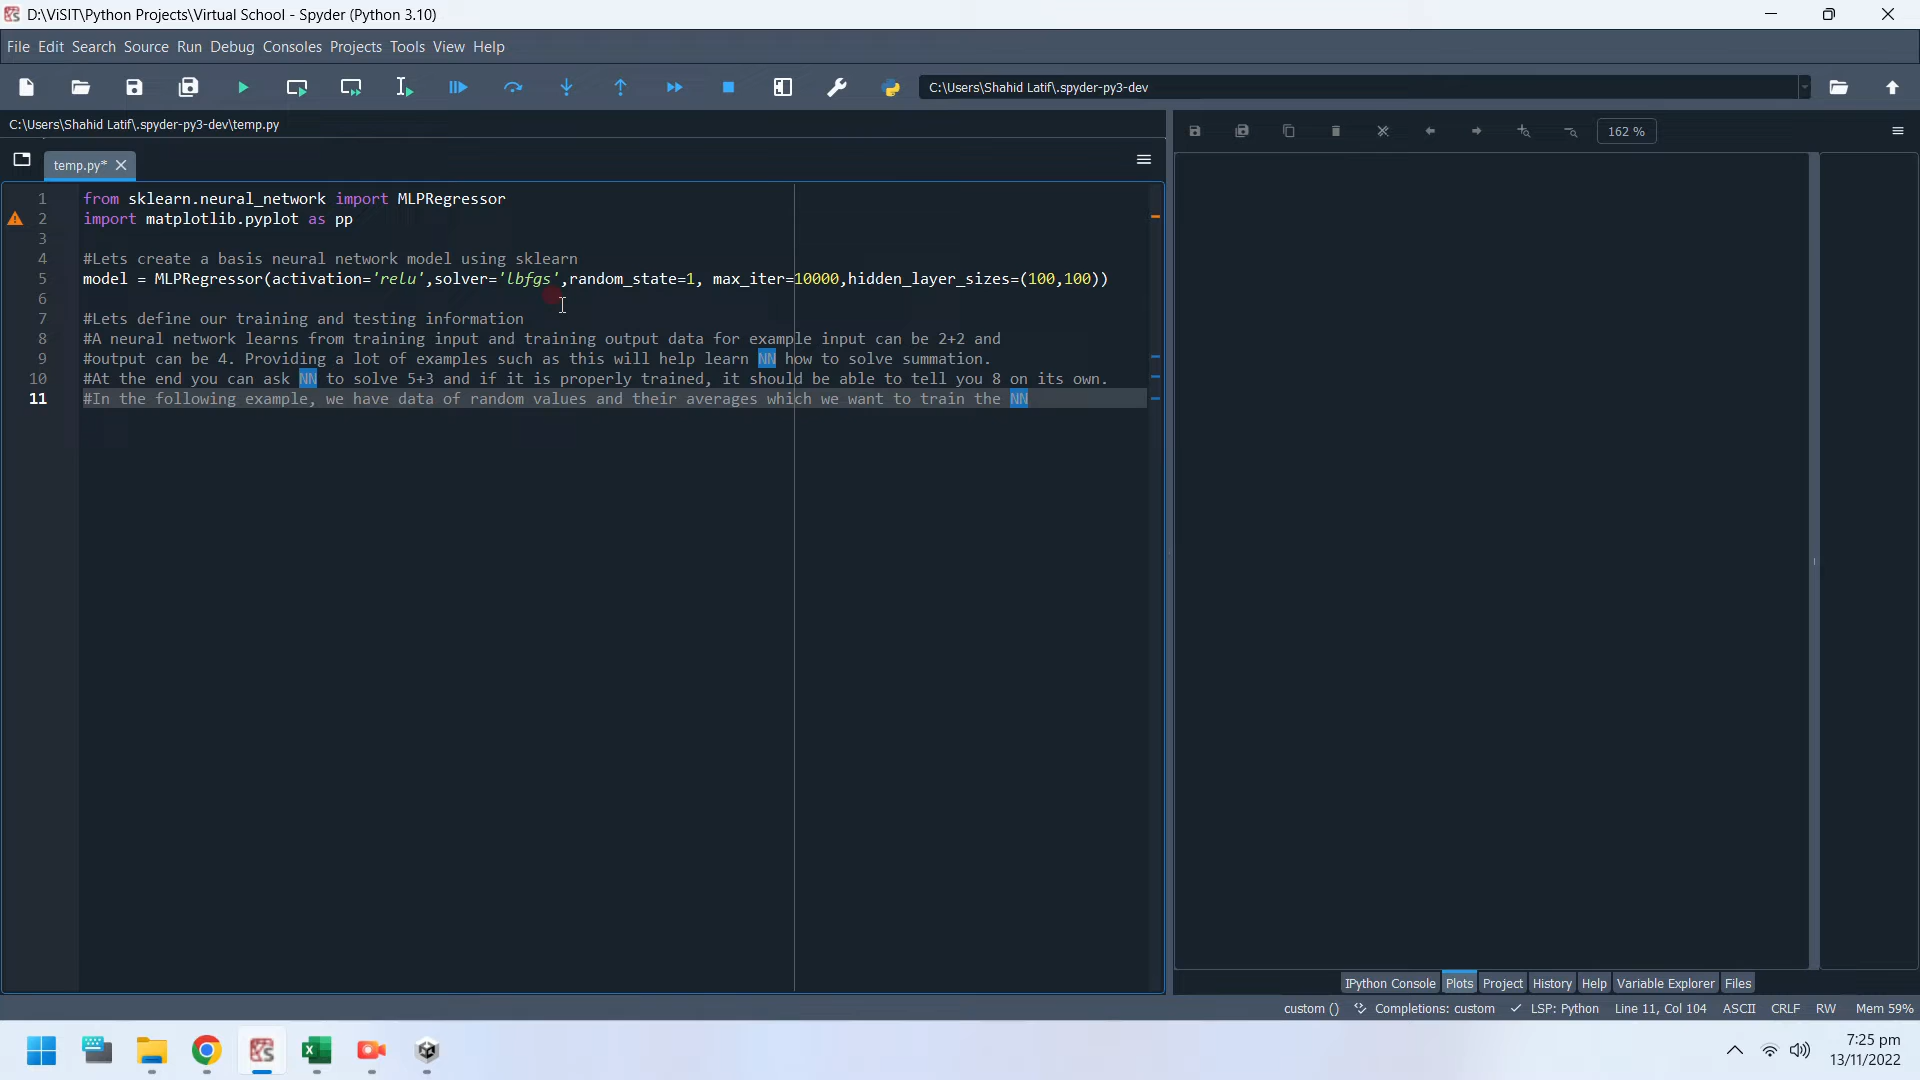 D:\ViSIT\Python Projects\Virtual School - Spyder (Python 3.10)
File Edit Search Source Run Debug Consoles Projects Tools View Help
C:\Users\Shahid Latif\.spyder-py3-dev
C:\Users\Shahid Latif\.spyder-py3-dev\temp.py
162 %
temp.py*
1 from sklearn.neural_network import MLPRegressor
2 import matplotlib.pyplot as pp
3
4 #Lets create a basis neural network model using sklearn
5 model = MLPRegressor(activation='relu',solver='lbfgs',random_state=1, max_iter=10000,hidden_layer_sizes=(100,100))
6
7 #Lets define our training and testing information
8 #A neural network learns from training input and training output data for example input can be 2+2 and
9 #output can be 4. Providing a lot of examples such as this will help learn NN how to solve summation.
10 #At the end you can ask NN to solve 5+3 and if it is properly trained, it should be able to tell you 8 on its own.
11 #In the following example, we have data of random values and their averages which we want to train the NN
IPython Console Plots Project History Help Variable Explorer Files
custom () Completions: custom LSP: Python Line 11, Col 104 ASCII CRLF RW Mem 59%
7:25 pm
13/11/2022